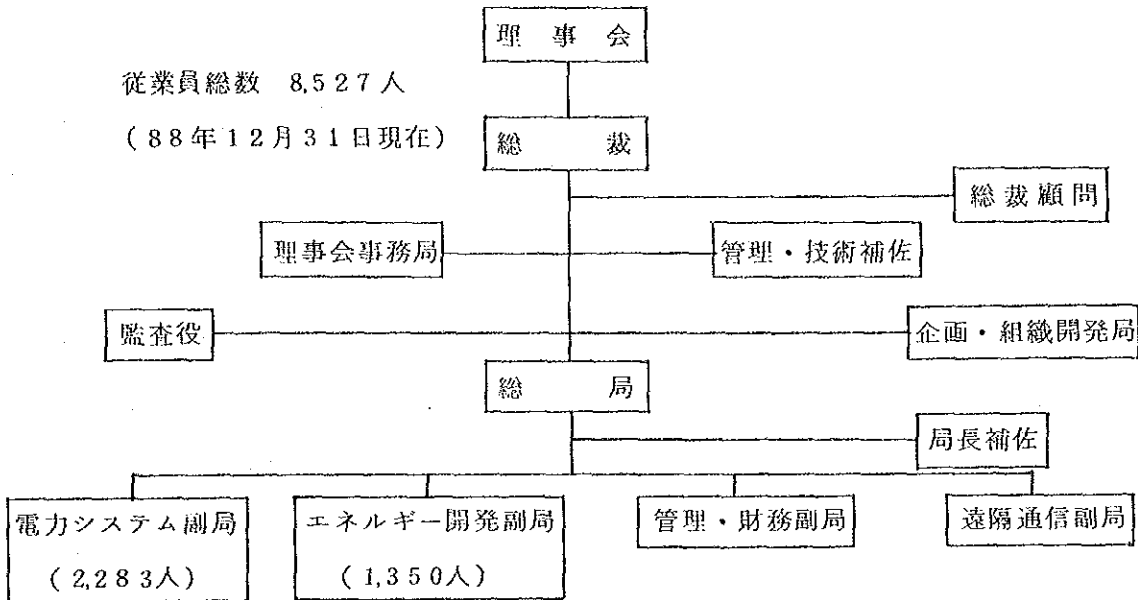 理事会
従業員総数 8,527人
(88年12月31日現在)
総裁
総裁顧問
理事会事務局
管理・技術補佐
監査役
企画・組織開発局
総局
局長補佐
電力システム副局
(2,283人)
エネルギー開発副局
(1,350人)
管理・財務副局
遠隔通信副局